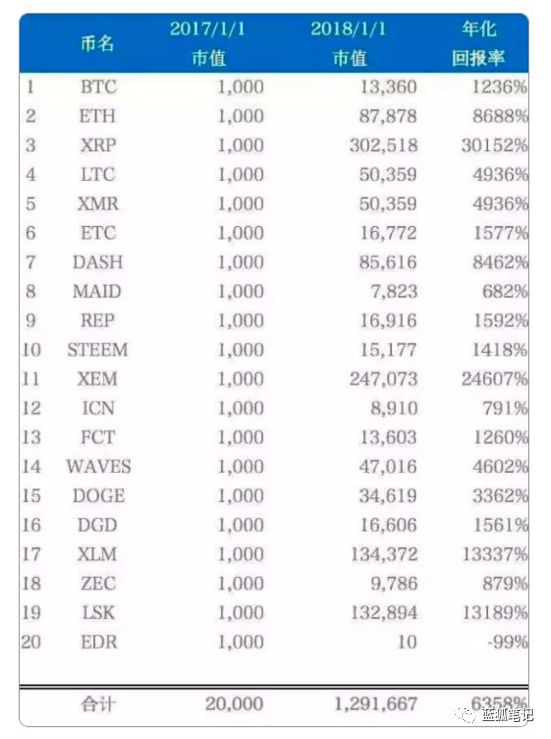 币名 2017/1/1 市值 2018/1/1 市值 年化 回报率
1 BTC 1,000 13,360 1236%
2 ETH 1,000 87,878 8688%
3 XRP 1,000 302,518 30152%
4 LTC 1,000 50,359 4936%
5 XMR 1,000 50,359 4936%
6 ETC 1,000 16,772 1577%
7 DASH 1,000 85,616 8462%
8 MAID 1,000 7,823 682%
9 REP 1,000 16,916 1592%
10 STEEM 1,000 15,177 1418%
11 XEM 1,000 247,073 24607%
12 ICN 1,000 8,910 791%
13 FCT 1,000 13,603 1260%
14 WAVES 1,000 47,016 4602%
15 DOGE 1,000 34,619 3362%
16 DGD 1,000 16,606 1561%
17 XLM 1,000 134,372 13337%
18 ZEC 1,000 9,786 879%
19 LSK 1,000 132,894 13189%
20 EDR 1,000 10 -99%
合计 20,000 1,291,667 6358%
蓝狐笔记